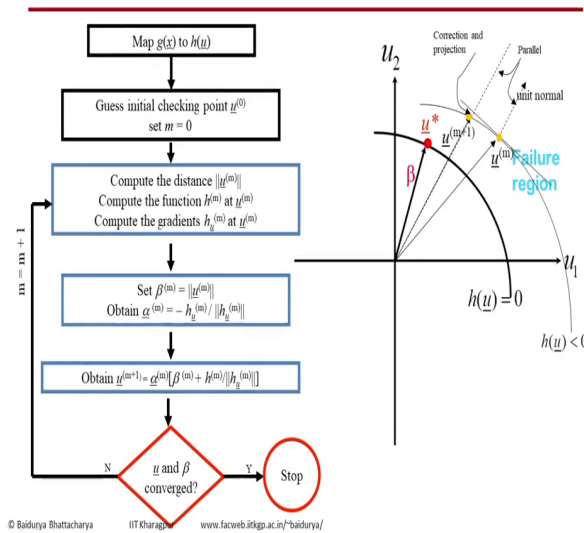 Map g(x) to h(u)
Guess initial checking point u⁽⁰⁾
set m = 0
Compute the distance ||u⁽ᵐ⁾||
Compute the function h⁽ᵐ⁾ at u⁽ᵐ⁾
Compute the gradients hᵤ⁽ᵐ⁾ at u⁽ᵐ⁾
m = m + 1
Set β⁽ᵐ⁾ = ||u⁽ᵐ⁾||
Obtain α⁽ᵐ⁾ = – hᵤ⁽ᵐ⁾ / ||hᵤ⁽ᵐ⁾||
Obtain u⁽ᵐ⁺¹⁾ = α⁽ᵐ⁾[β⁽ᵐ⁾ + h⁽ᵐ⁾/||hᵤ⁽ᵐ⁾||]
N
u and β
converged?
Y
Stop
Correction and
projection
Parallel
unit normal
u₂
u*
u⁽ᵐ⁺¹⁾
u⁽ᵐ⁾
Failure
region
β
u₁
h(u) = 0
h(u) < 0
© Baidurya Bhattacharya IIT Kharagpur www.facweb.iitkgp.ac.in/~baidurya/